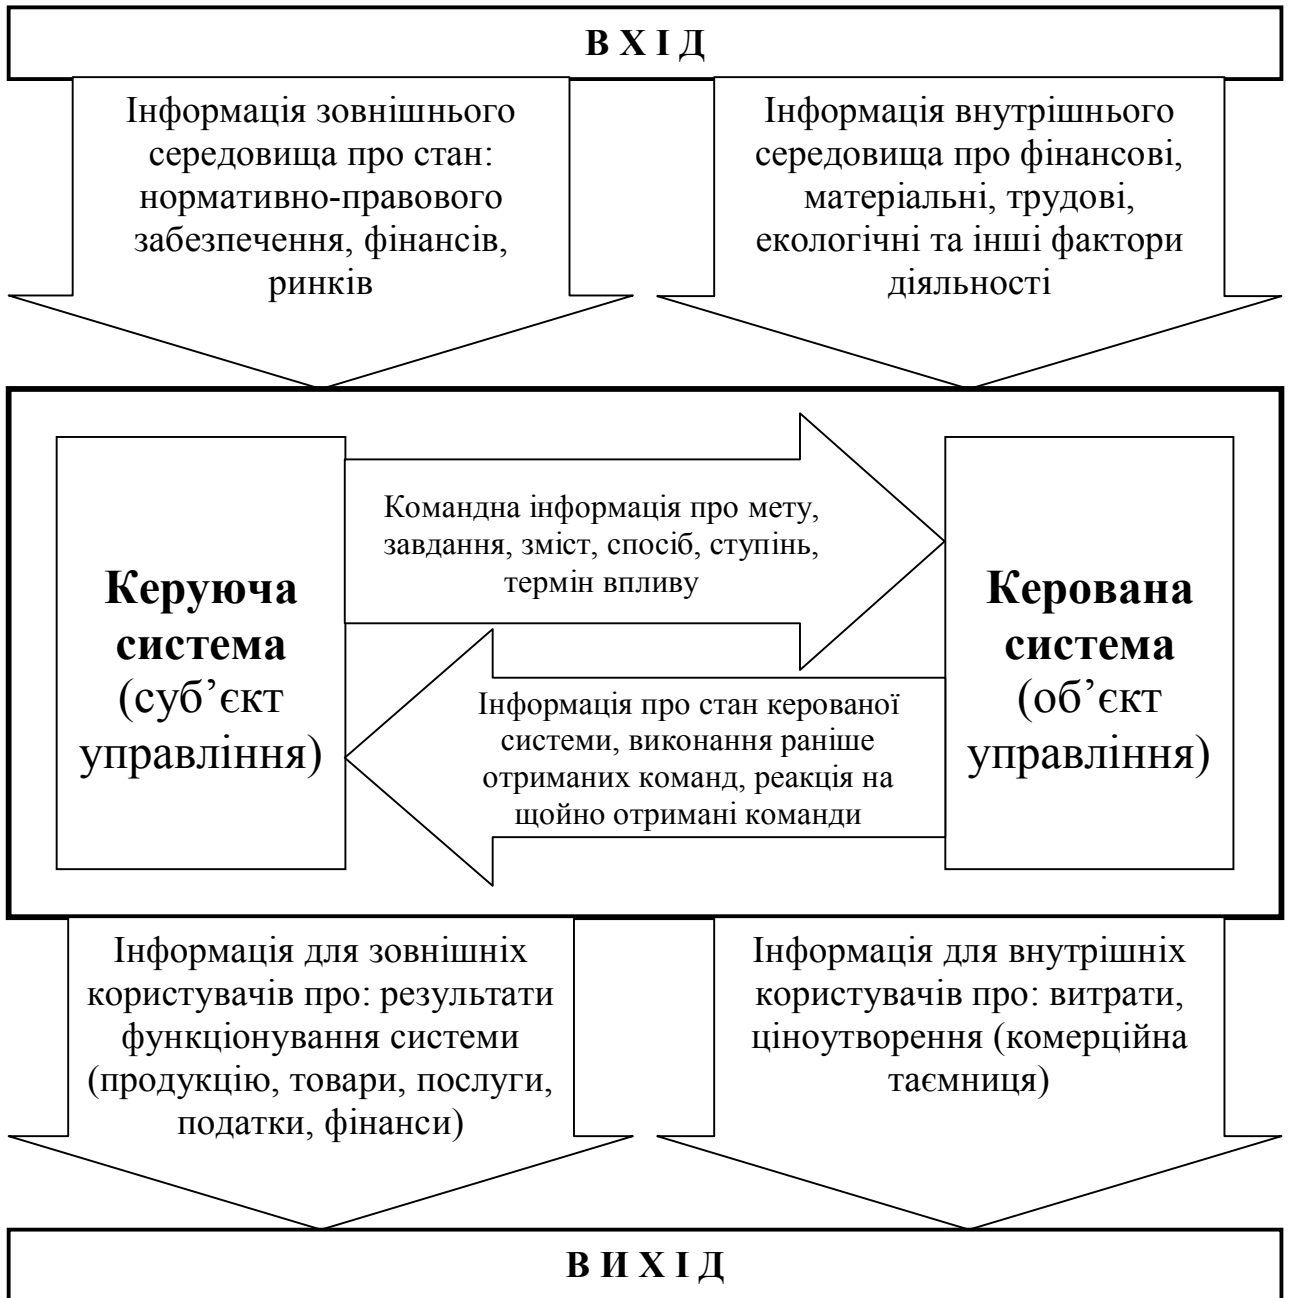 В Х І Д
Інформація зовнішнього
середовища про стан:
нормативно-правового
забезпечення, фінансів,
ринків
Інформація внутрішнього
середовища про фінансові,
матеріальні, трудові,
екологічні та інші фактори
діяльності
Керуюча
система
(суб’єкт
управління)
Командна інформація про мету,
завдання, зміст, спосіб, ступінь,
термін впливу
Інформація про стан керованої
системи, виконання раніше
отриманих команд, реакція на
щойно отримані команди
Керована
система
(об’єкт
управління)
Інформація для зовнішніх
користувачів про: результати
функціонування системи
(продукцію, товари, послуги,
податки, фінанси)
Інформація для внутрішніх
користувачів про: витрати,
ціноутворення (комерційна
таємниця)
В И Х І Д